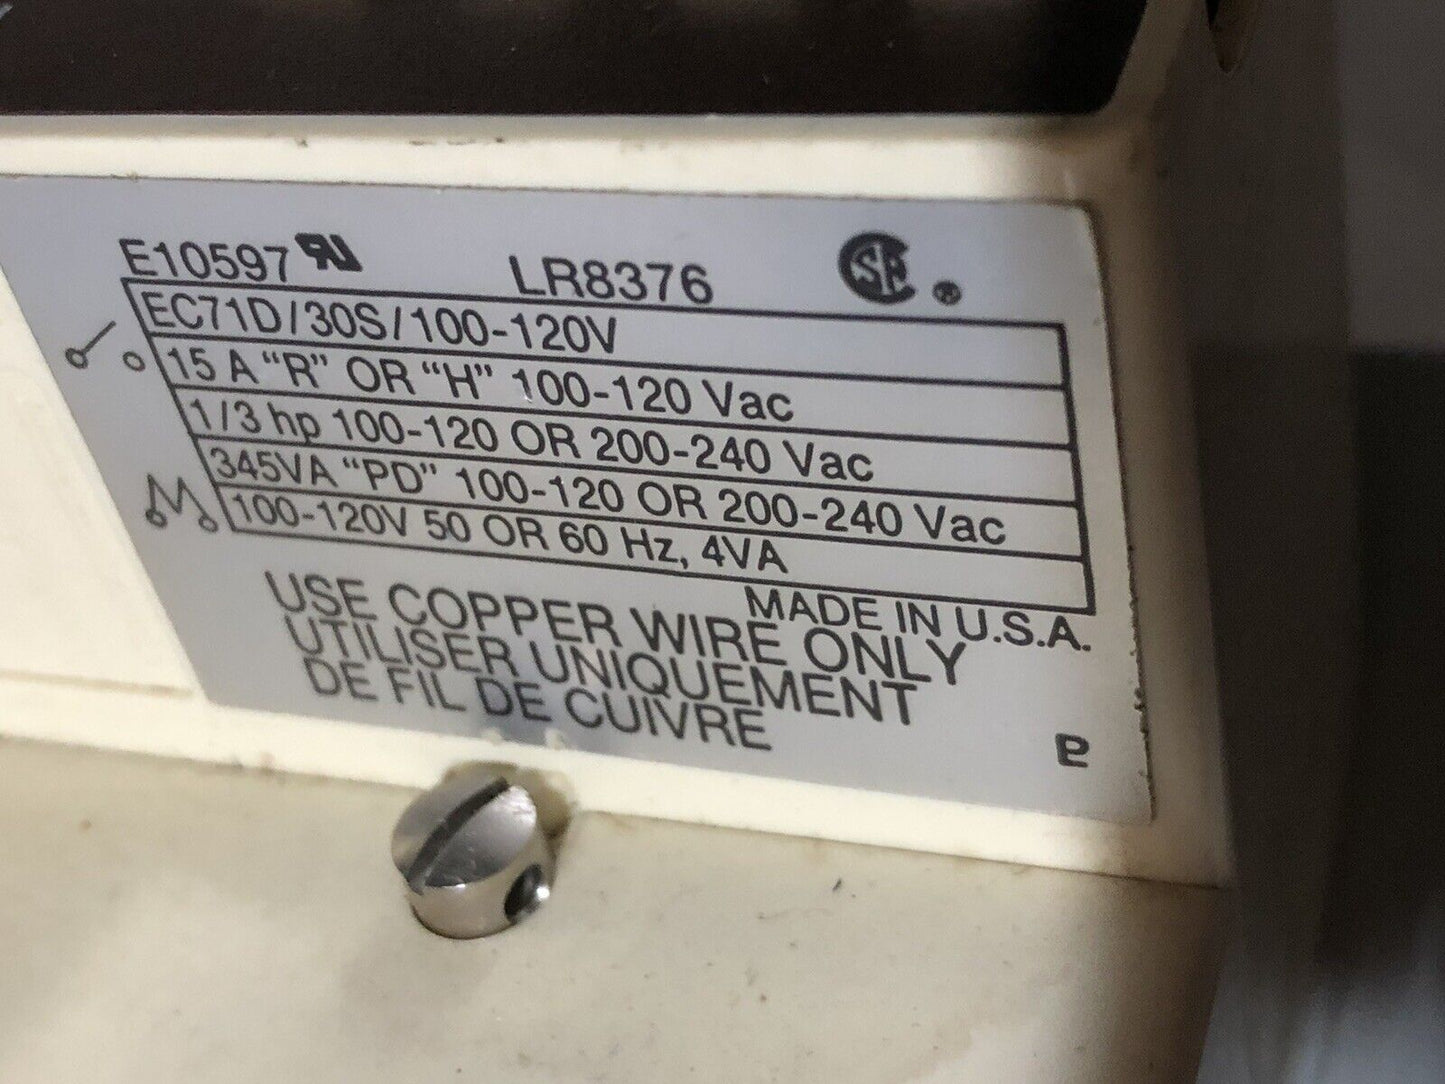 E10597 RU LR8376 SA ®
EC71D/30S/100-120V
15 A "R" OR "H" 100-120 Vac
1/3 hp 100-120 OR 200-240 Vac
345VA "PD" 100-120 OR 200-240 Vac
100-120V 50 OR 60 Hz, 4VA
MADE IN U.S.A.
USE COPPER WIRE ONLY
UTILISER UNIQUEMENT
DE FIL DE CUIVRE
P